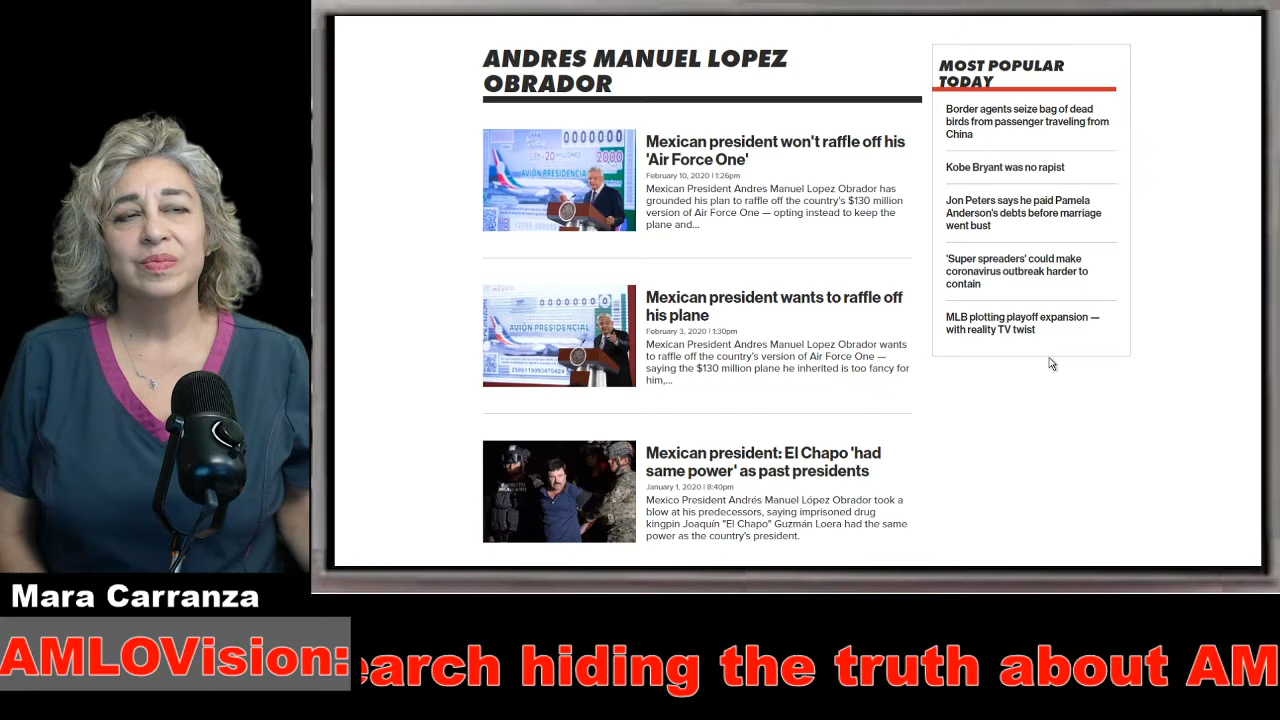 ANDRES MANUEL LOPEZ
OBRADOR
Mexican president won't raffle off his
'Air Force One'
February 10, 2020 | 1:26pm
Mexican President Andres Manuel Lopez Obrador has
grounded his plan to raffle off the country's $130 million
version of Air Force One — opting instead to keep the
plane and...
Mexican president wants to raffle off
his plane
February 3, 2020 | 1:30pm
Mexican President Andres Manuel Lopez Obrador wants
to raffle off the country's version of Air Force One —
saying the $130 million plane he inherited is too fancy for
him,...
AVIÓN PRESIDENCIAL
Mexican president: El Chapo 'had
same power' as past presidents
January 1, 2020 | 8:40pm
Mexico President Andrés Manuel López Obrador took a
blow at his predecessors, saying imprisoned drug
kingpin Joaquín "El Chapo" Guzmán Loera had the same
power as the country's president.
MOST POPULAR
TODAY
Border agents seize bag of dead
birds from passenger traveling from
China
Kobe Bryant was no rapist
Jon Peters says he paid Pamela
Anderson's debts before marriage
went bust
'Super spreaders' could make
coronavirus outbreak harder to
contain
MLB plotting playoff expansion —
with reality TV twist
Mara Carranza
AMLOVision:
earch hiding the truth about AM